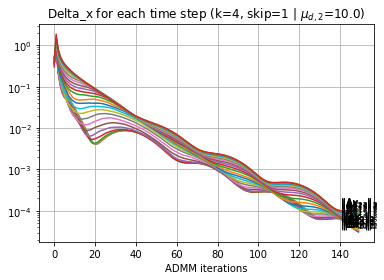 Delta_x for each time step (k=4, skip=1 | μ_{d,2}=10.0)
10⁰
10⁻¹
10⁻²
10⁻³
10⁻⁴
0 20 40 60 80 100 120 140
ADMM iterations